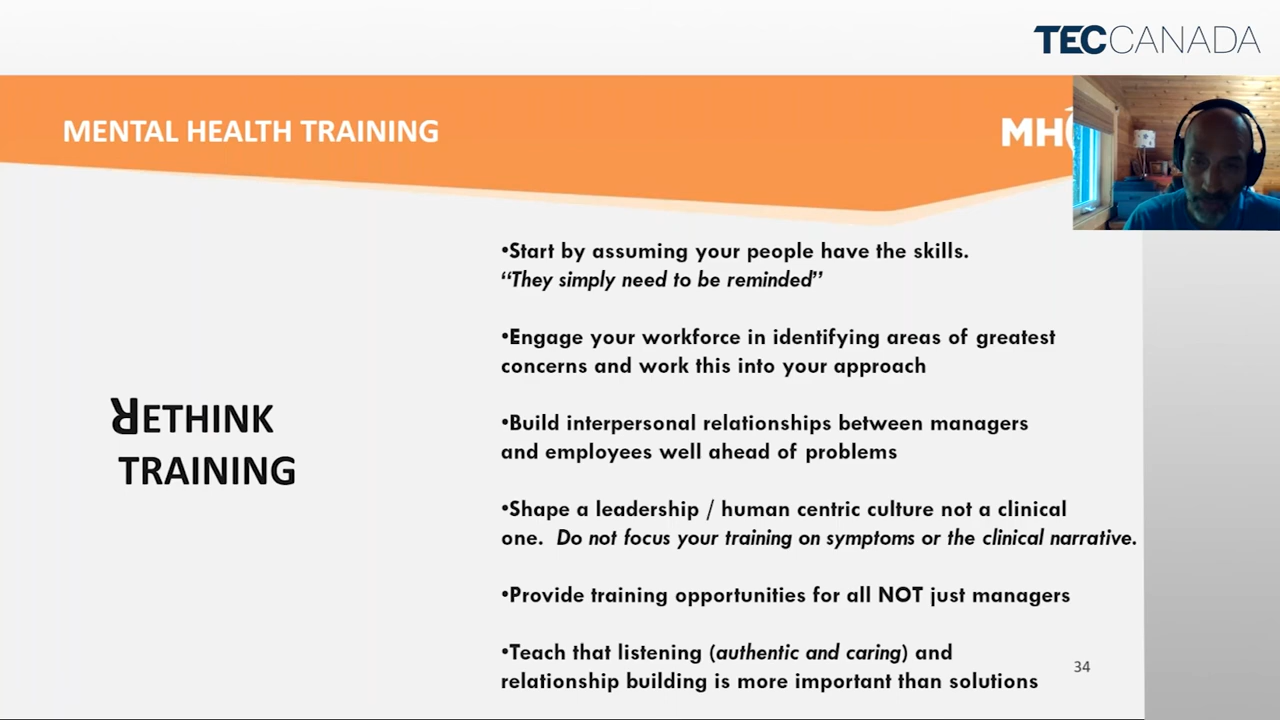 TECCANADA
MENTAL HEALTH TRAINING
RETHINK
TRAINING
•Start by assuming your people have the skills.
“They simply need to be reminded”
•Engage your workforce in identifying areas of greatest
concerns and work this into your approach
•Build interpersonal relationships between managers
and employees well ahead of problems
•Shape a leadership / human centric culture not a clinical
one. Do not focus your training on symptoms or the clinical narrative.
•Provide training opportunities for all NOT just managers
•Teach that listening (authentic and caring) and
relationship building is more important than solutions
34